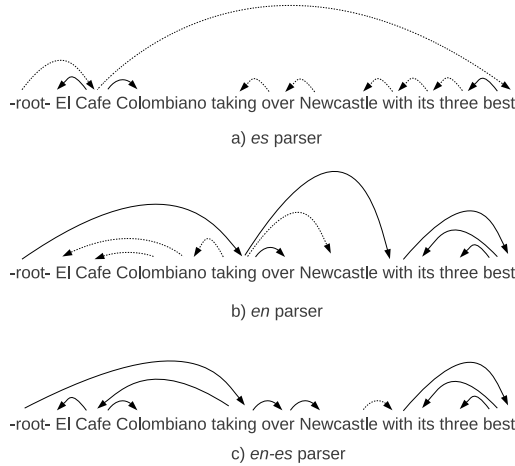 -root- El Cafe Colombiano taking over Newcastle with its three best
a) es parser
-root- El Cafe Colombiano taking over Newcastle with its three best
b) en parser
-root- El Cafe Colombiano taking over Newcastle with its three best
c) en-es parser